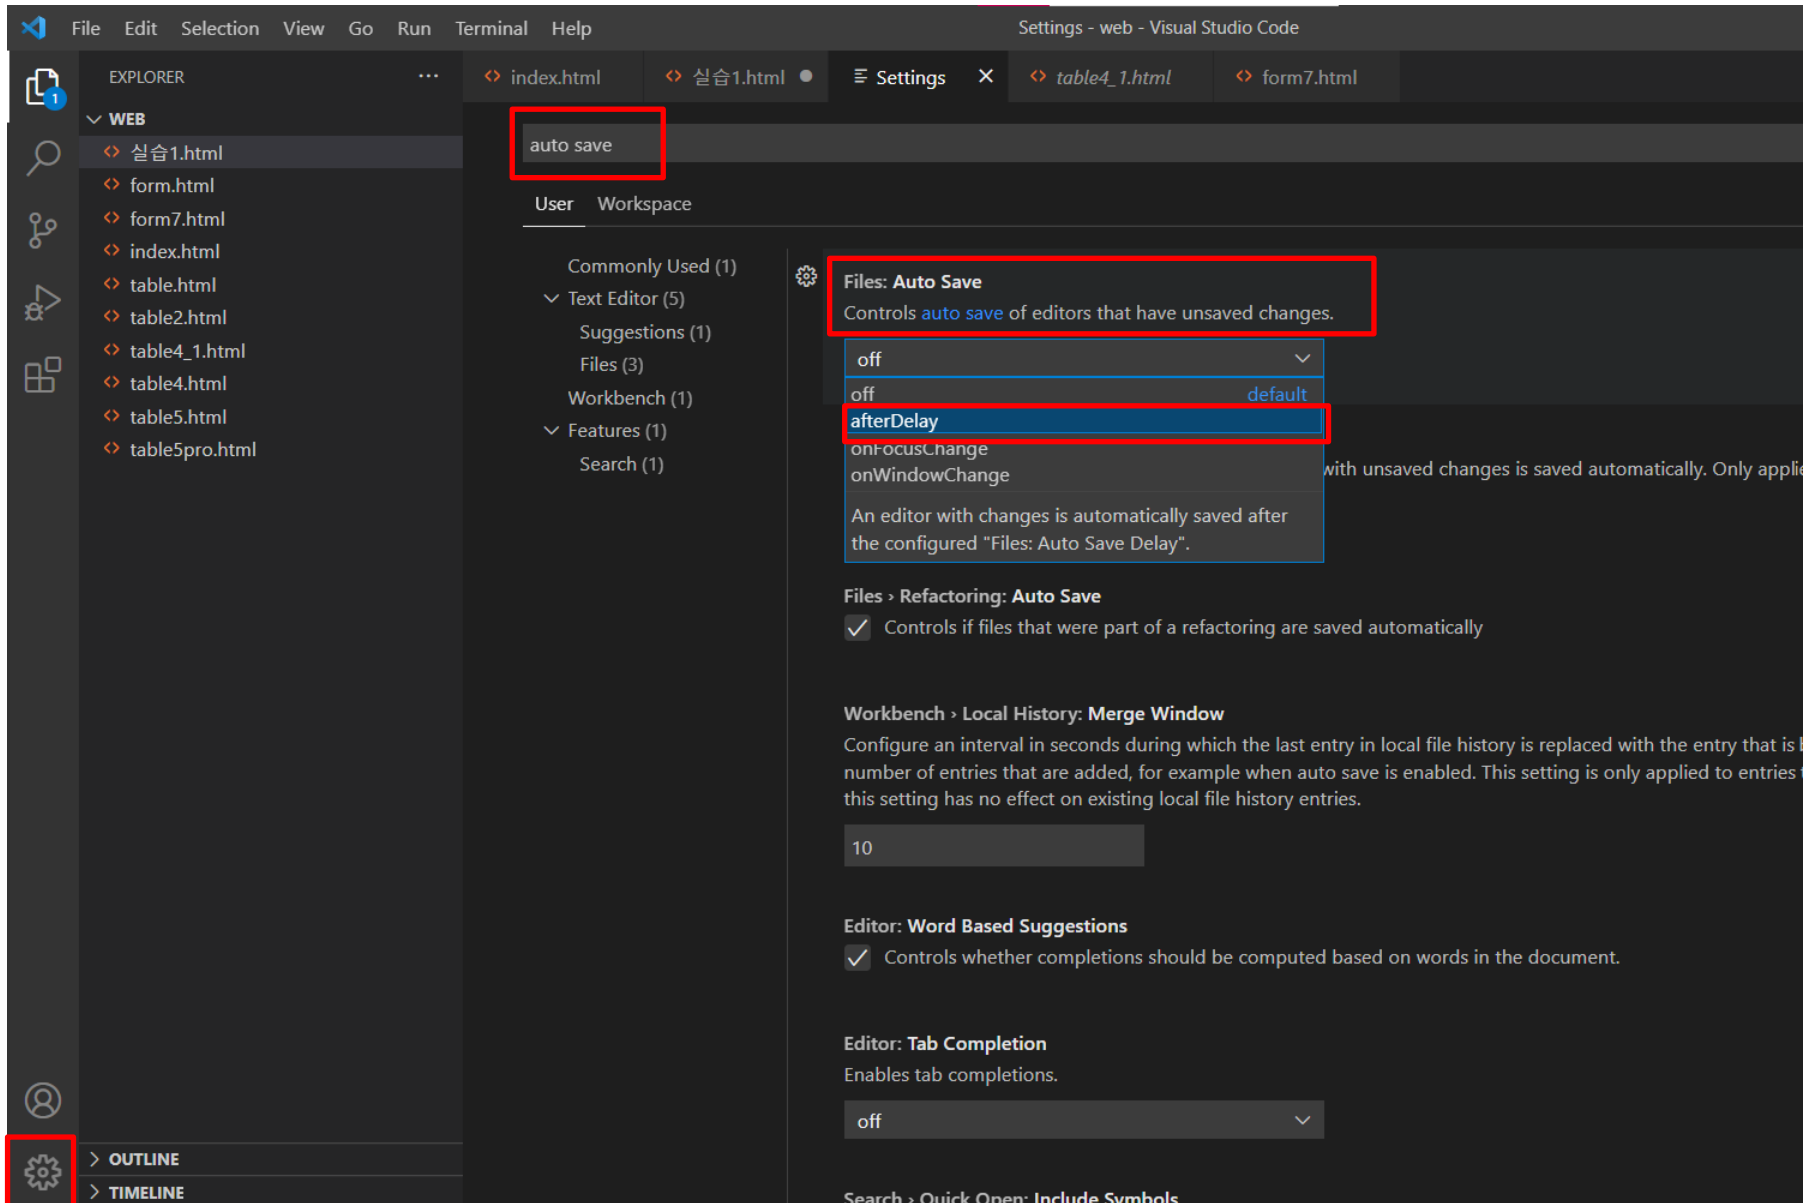 File Edit Selection View Go Run Terminal Help
Settings - web - Visual Studio Code
1
EXPLORER
WEB
실습1.html
form.html
form7.html
index.html
table.html
table2.html
table4_1.html
table4.html
table5.html
table5pro.html
OUTLINE
TIMELINE
index.html 실습1.html Settings table4_1.html form7.html
auto save
User Workspace
Commonly Used (1)
Text Editor (5)
Suggestions (1)
Files (3)
Workbench (1)
Features (1)
Search (1)
Files: Auto Save
Controls auto save of editors that have unsaved changes.
off
off default
afterDelay
onFocusChange
onWindowChange
with unsaved changes is saved automatically. Only
An editor with changes is automatically saved after
the configured "Files: Auto Save Delay".
Files › Refactoring: Auto Save
Controls if files that were part of a refactoring are saved automatically
Workbench › Local History: Merge Window
Configure an interval in seconds during which the last entry in local file history is replaced with the entry that is
number of entries that are added, for example when auto save is enabled. This setting is only applied to entries
this setting has no effect on existing local file history entries.
10
Editor: Word Based Suggestions
Controls whether completions should be computed based on words in the document.
Editor: Tab Completion
Enables tab completions.
off
Search › Quick Open: Include Symbols